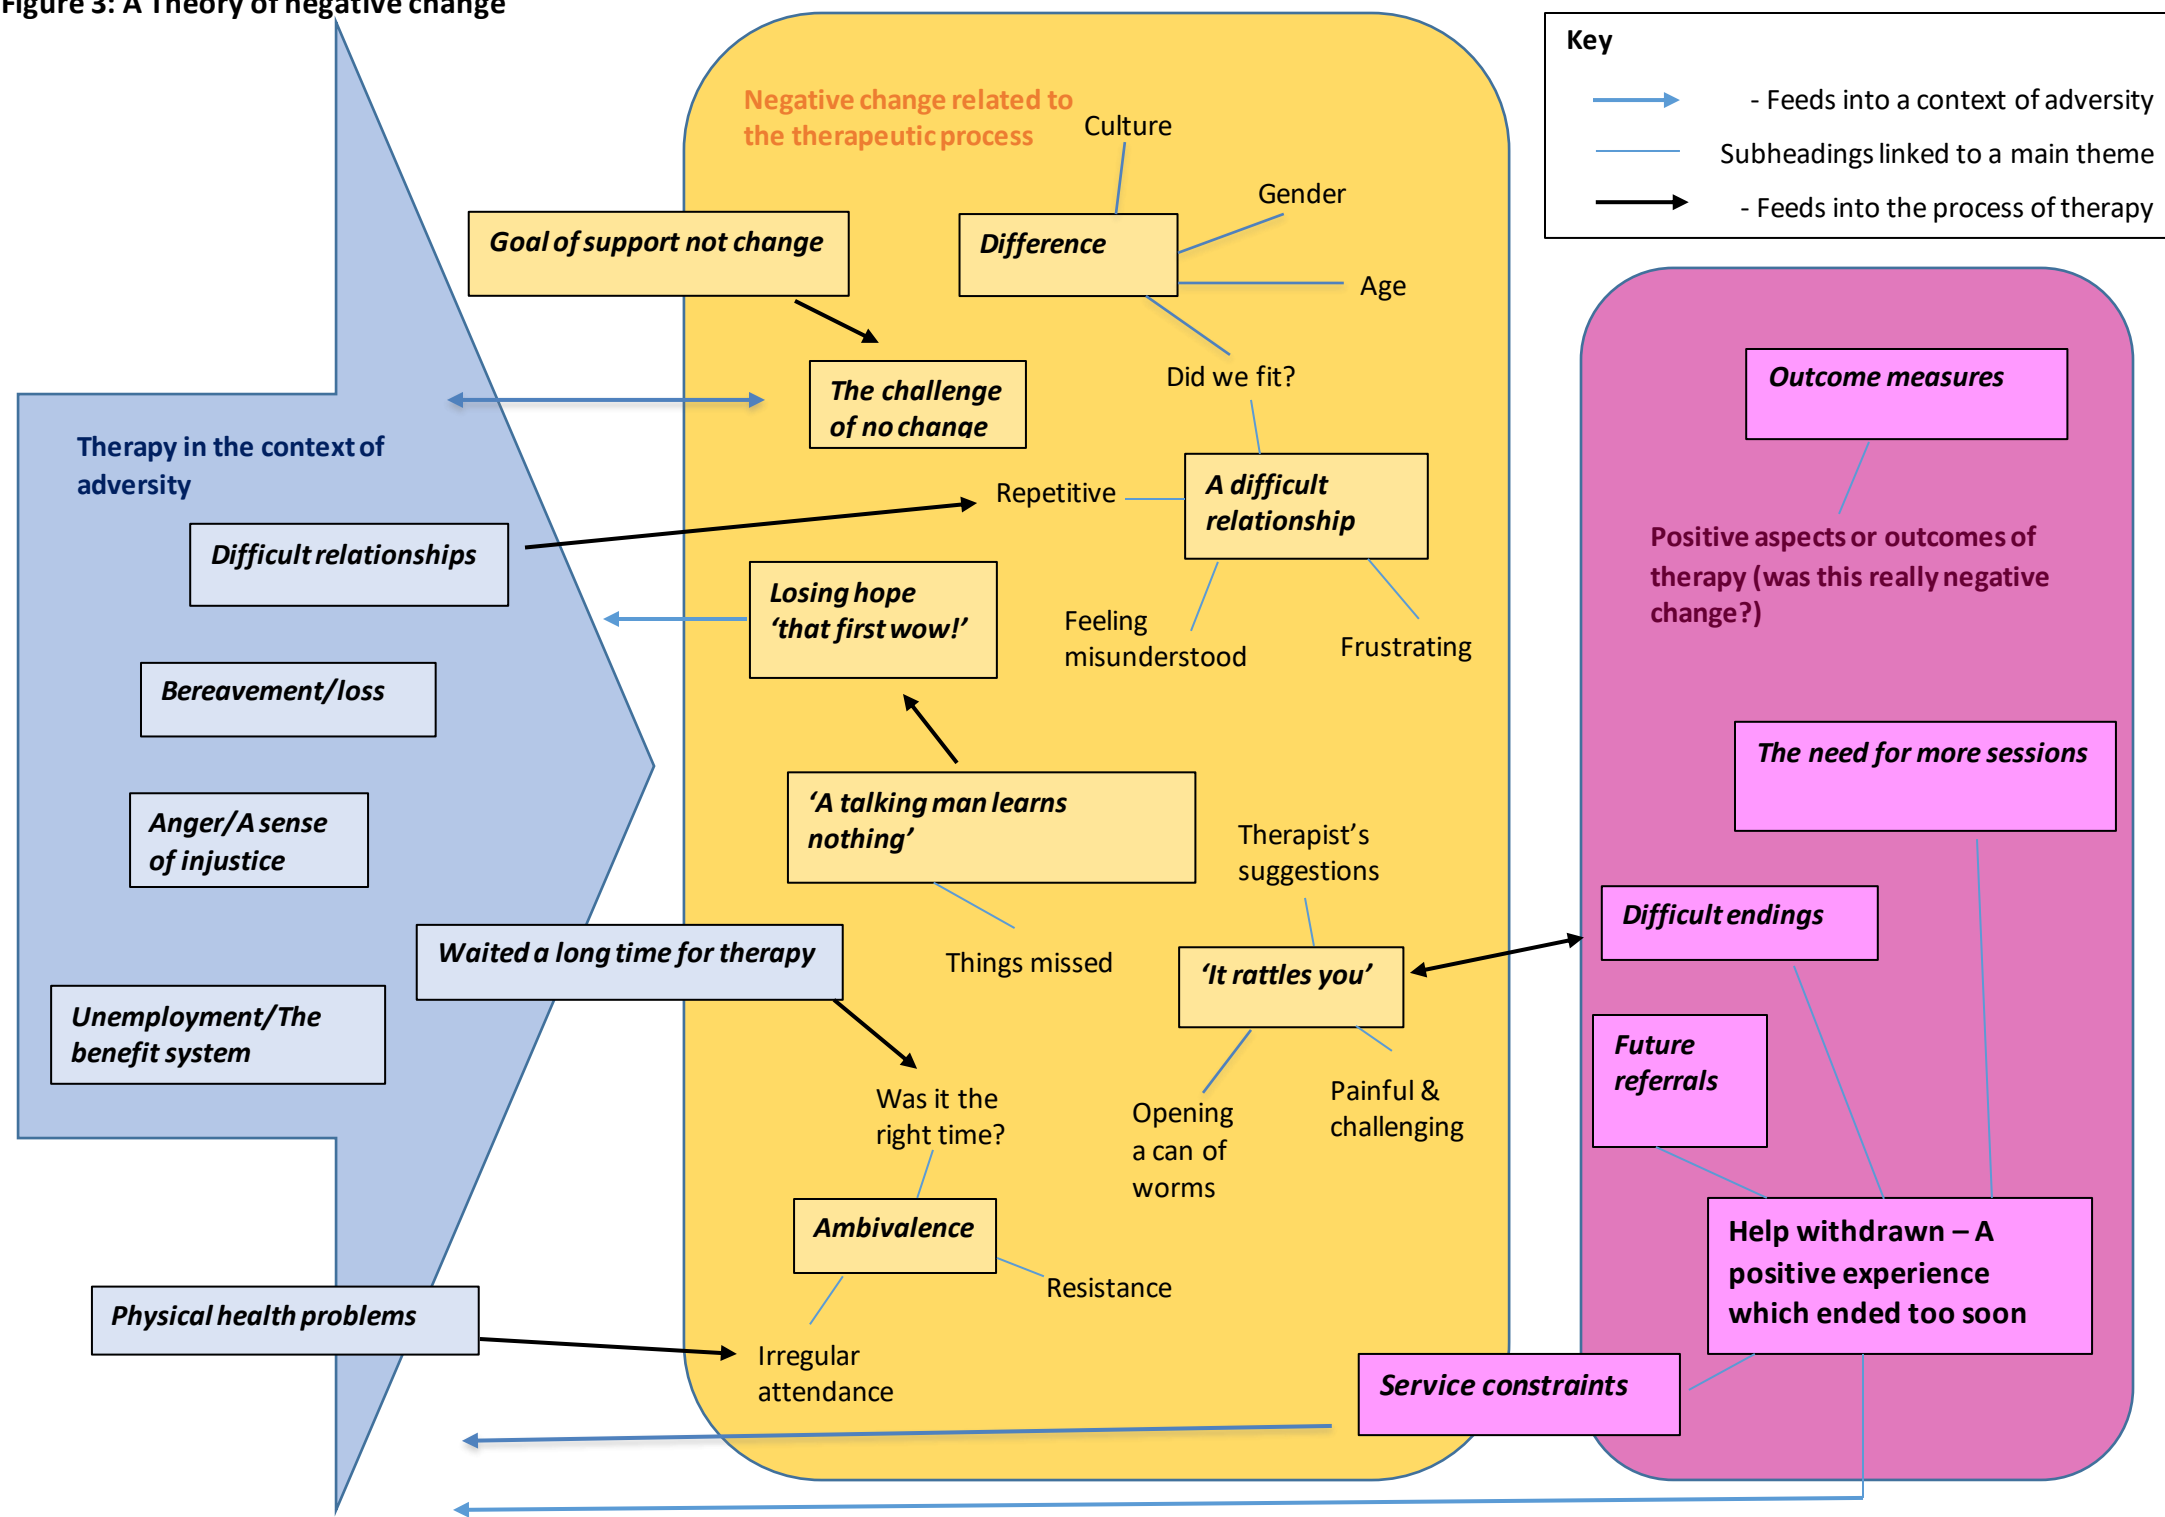 Figure 3: A Theory of negative change
Key
- Feeds into a context of adversity
Subheadings linked to a main theme
- Feeds into the process of therapy
Therapy in the context of
adversity
Difficult relationships
Bereavement/loss
Anger/A sense
of injustice
Waited a long time for therapy
Unemployment/The
benefit system
Physical health problems
Negative change related to
the therapeutic process
Culture
Gender
Goal of support not change
Difference
Age
Did we fit?
The challenge
of no change
Repetitive
A difficult
relationship
Losing hope
‘that first wow!’
Feeling
misunderstood
Frustrating
‘A talking man learns
nothing’
Therapist’s
suggestions
Things missed
‘It rattles you’
Was it the
right time?
Opening
a can of
worms
Painful &
challenging
Ambivalence
Resistance
Irregular
attendance
Outcome measures
Positive aspects or outcomes of
therapy (was this really negative
change?)
The need for more sessions
Difficult endings
Future
referrals
Help withdrawn – A
positive experience
which ended too soon
Service constraints